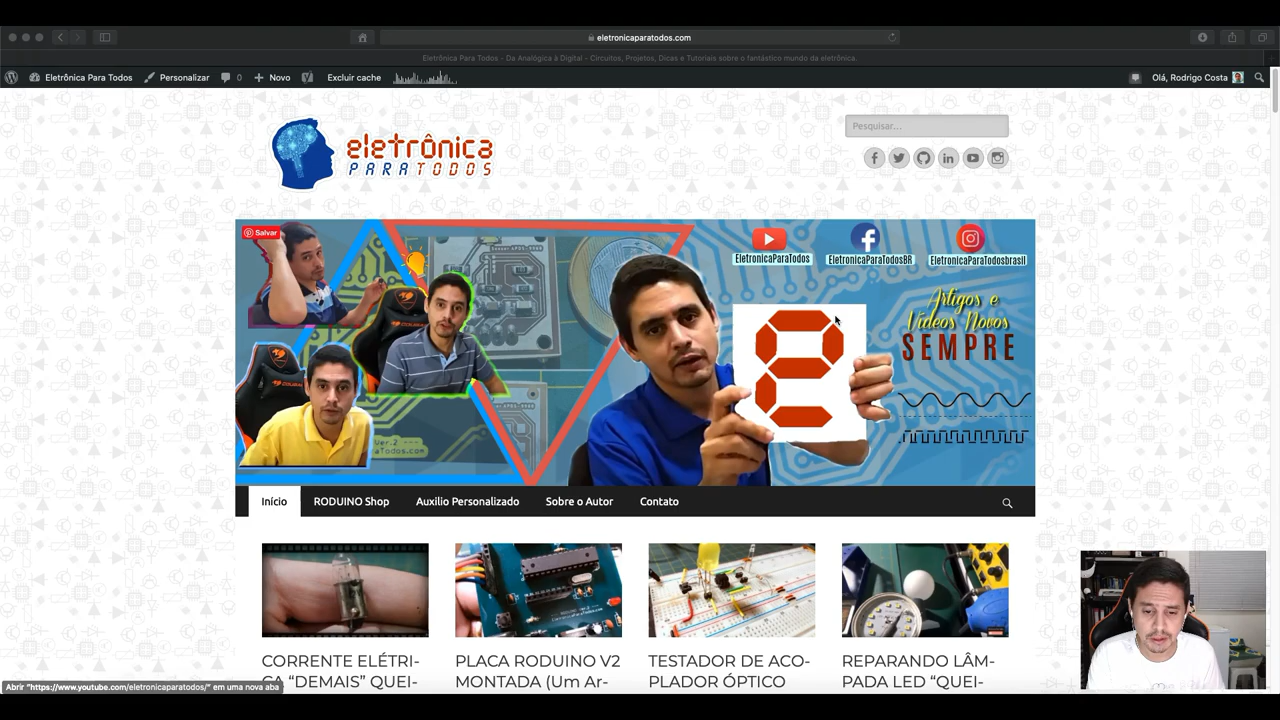 eletronicaparatodos.com
Eletrônica Para Todos - Da Analógica à Digital - Circuitos, Projetos, Dicas e Tutoriais sobre o fantástico mundo da eletrônica.
Eletrônica Para Todos
Personalizar
0
Novo
Excluir cache
Olá, Rodrigo Costa
eletrônica
PARATODOS
Pesquisar...
Salvar
EletronicaParaTodos
EletronicaParaTodosBR
EletronicaParaTodosbrasil
Artigos e
Vídeos Novos
SEMPRE
e
Ver.2
raTodos.com
Início
RODUINO Shop
Auxilio Personalizado
Sobre o Autor
Contato
CORRENTE ELÉTRI-
CA “DEMAIS” QUEI-
PLACA RODUINO V2
MONTADA (Um Ar-
TESTADOR DE ACO-
PLADOR ÓPTICO
REPARANDO LÂM-
PADA LED “QUEI-
Abrir "https://www.youtube.com/eletronicaparatodos/" em uma nova aba